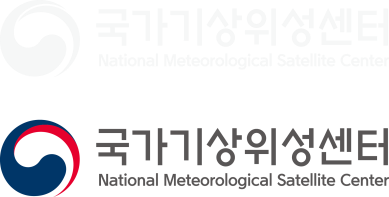 국가기상위성센터
National Meteorological Satellite Center
국가기상위성센터
National Meteorological Satellite Center